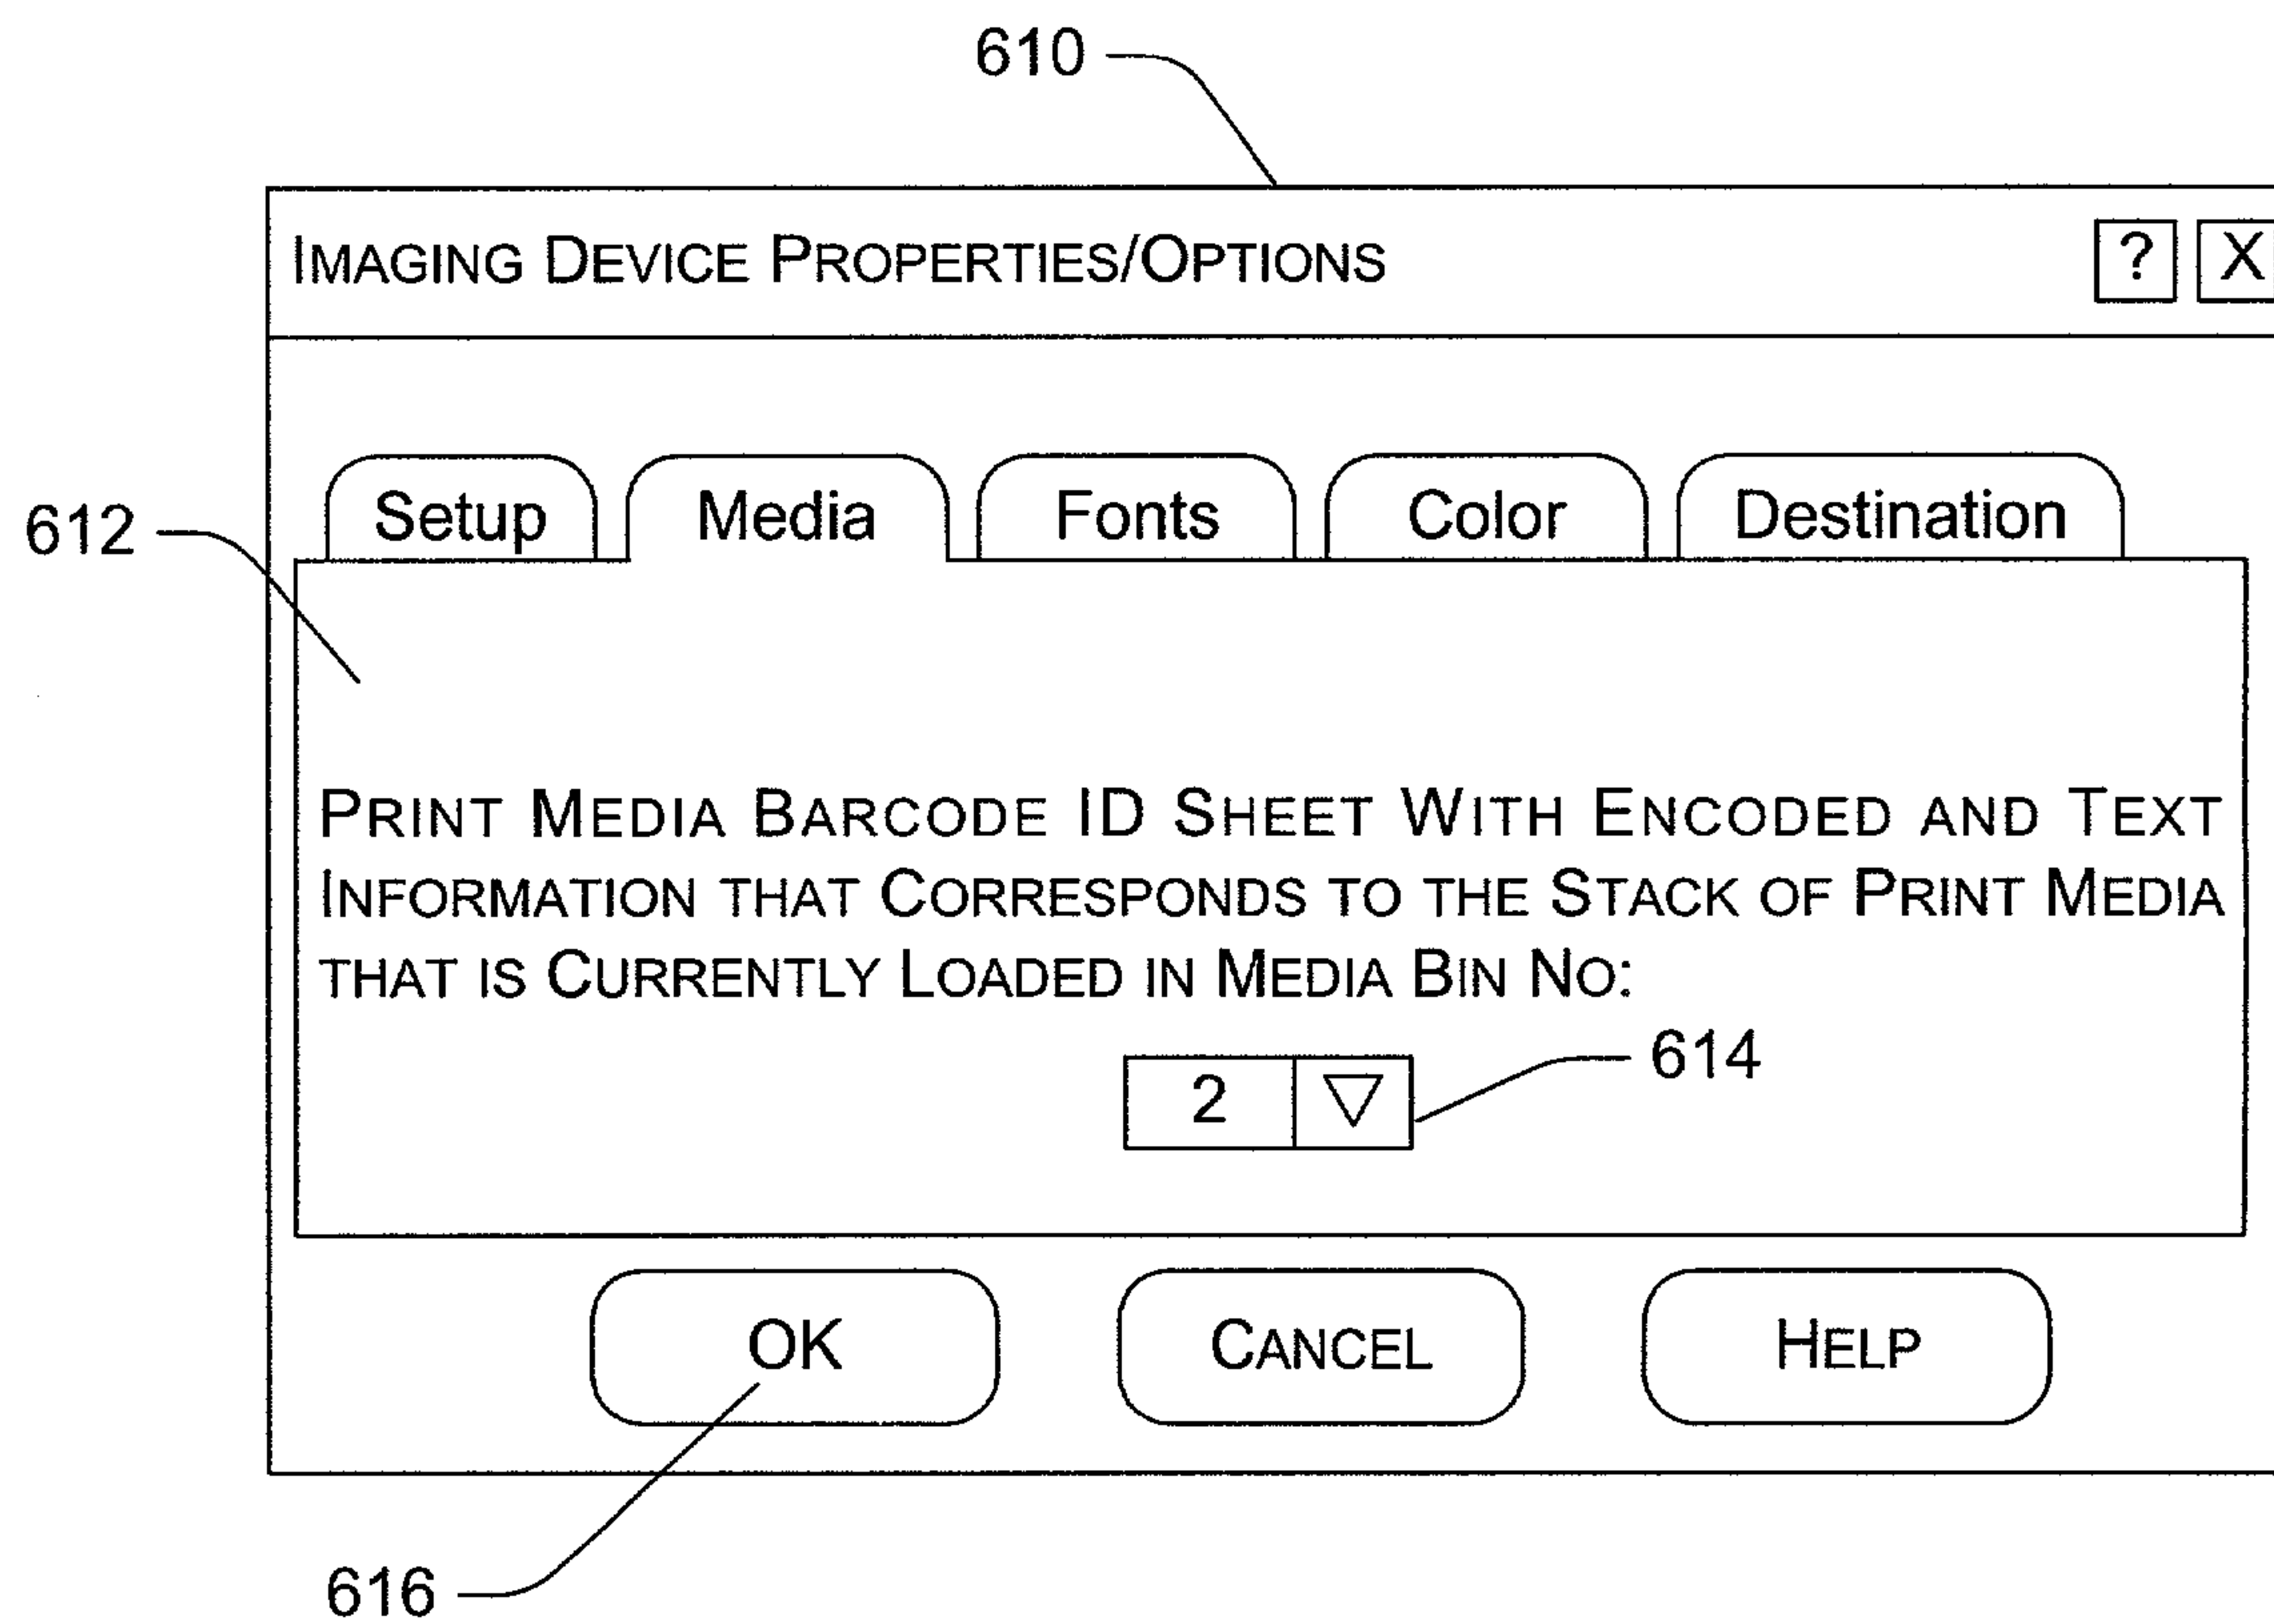 610
IMAGING DEVICE PROPERTIES/OPTIONS ? X
Setup Media Fonts Color Destination
612
PRINT MEDIA BARCODE ID SHEET WITH ENCODED AND TEXT
INFORMATION THAT CORRESPONDS TO THE STACK OF PRINT MEDIA
THAT IS CURRENTLY LOADED IN MEDIA BIN NO:
2 614
OK CANCEL HELP
616